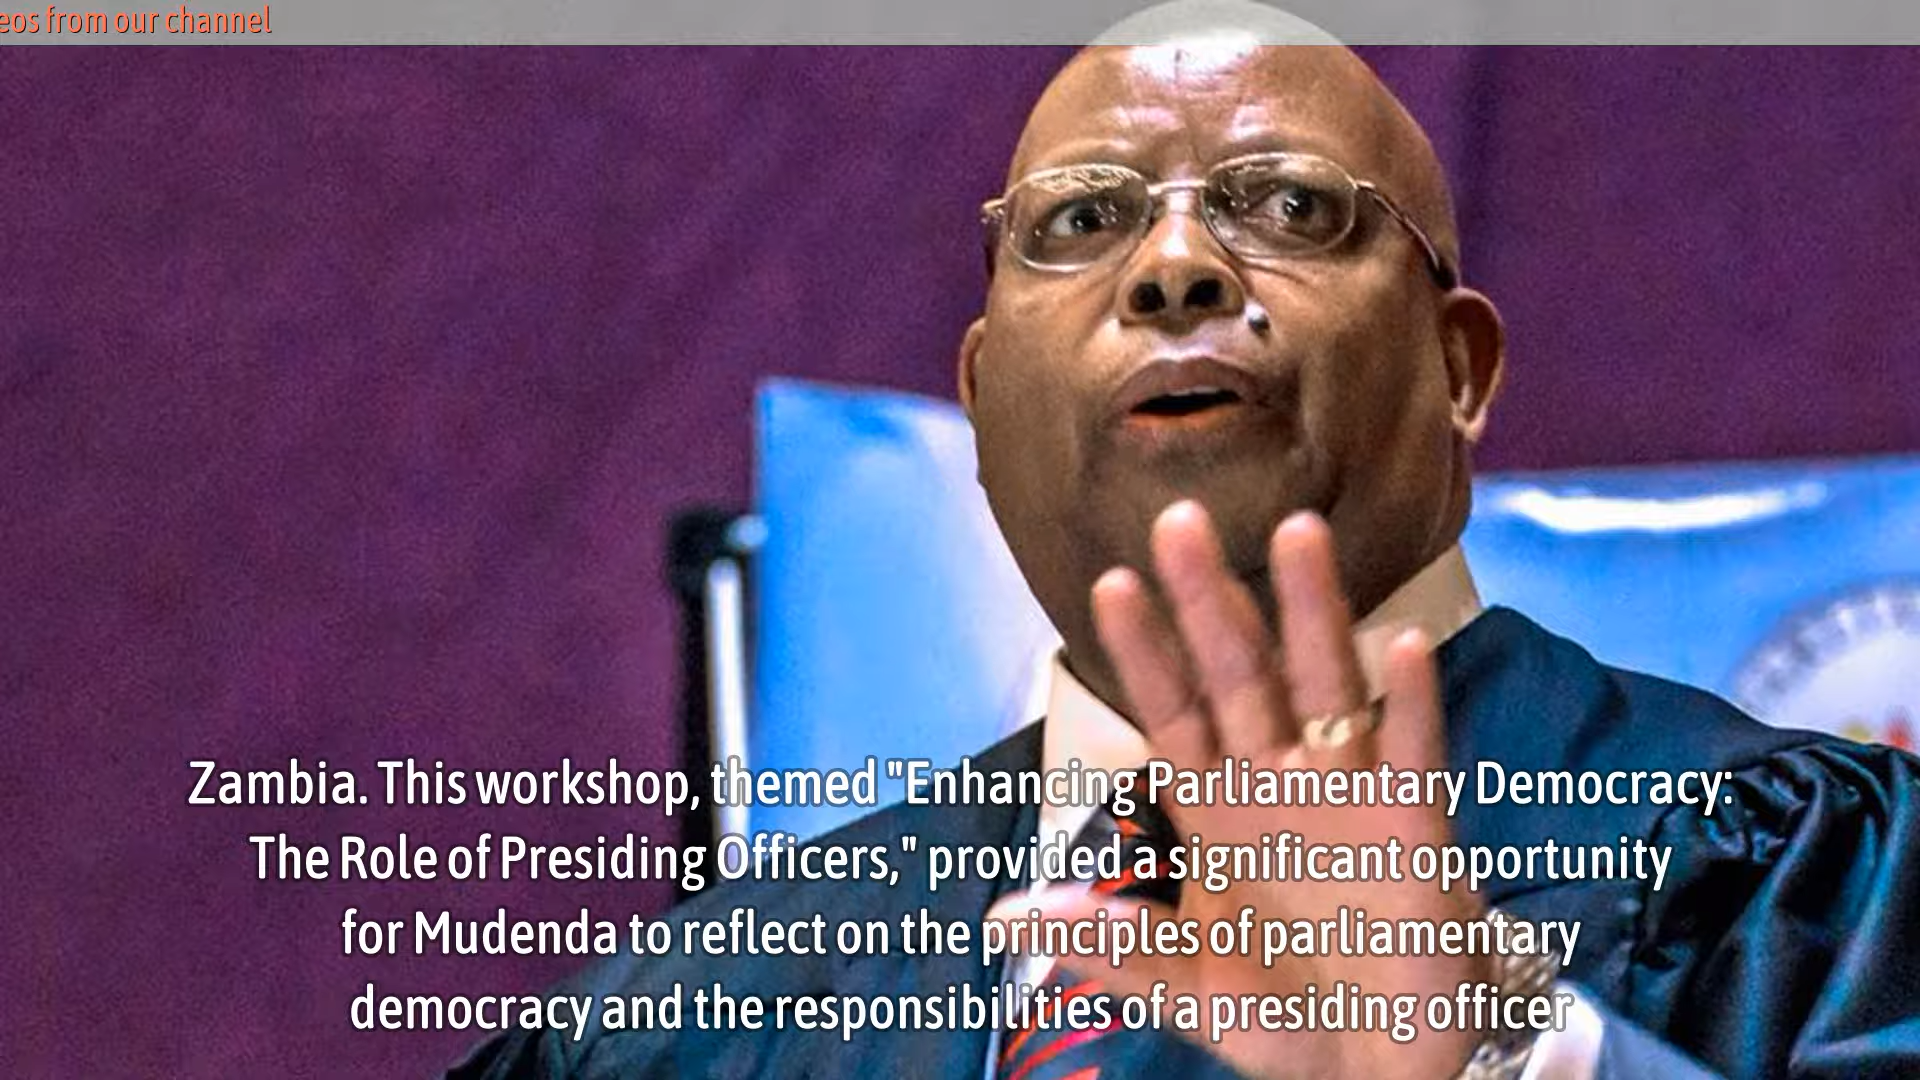 eos from our channel
Zambia. This workshop, themed "Enhancing Parliamentary Democracy:
The Role of Presiding Officers," provided a significant opportunity
for Mudenda to reflect on the principles of parliamentary
democracy and the responsibilities of a presiding officer